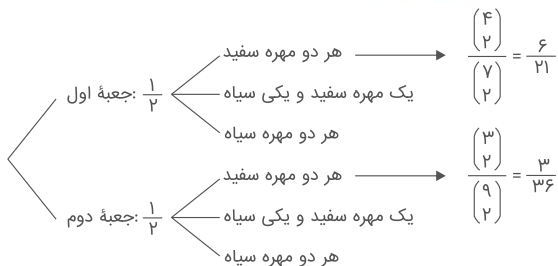 هر دو مهره سفید (۴ ۲) / (۷ ۲) = ۶/۲۱
جعبهٔ اول: ۱/۲ یک مهره سفید و یکی سیاه
هر دو مهره سیاه
هر دو مهره سفید (۳ ۲) / (۹ ۲) = ۳/۳۶
جعبهٔ دوم: ۱/۲ یک مهره سفید و یکی سیاه
هر دو مهره سیاه